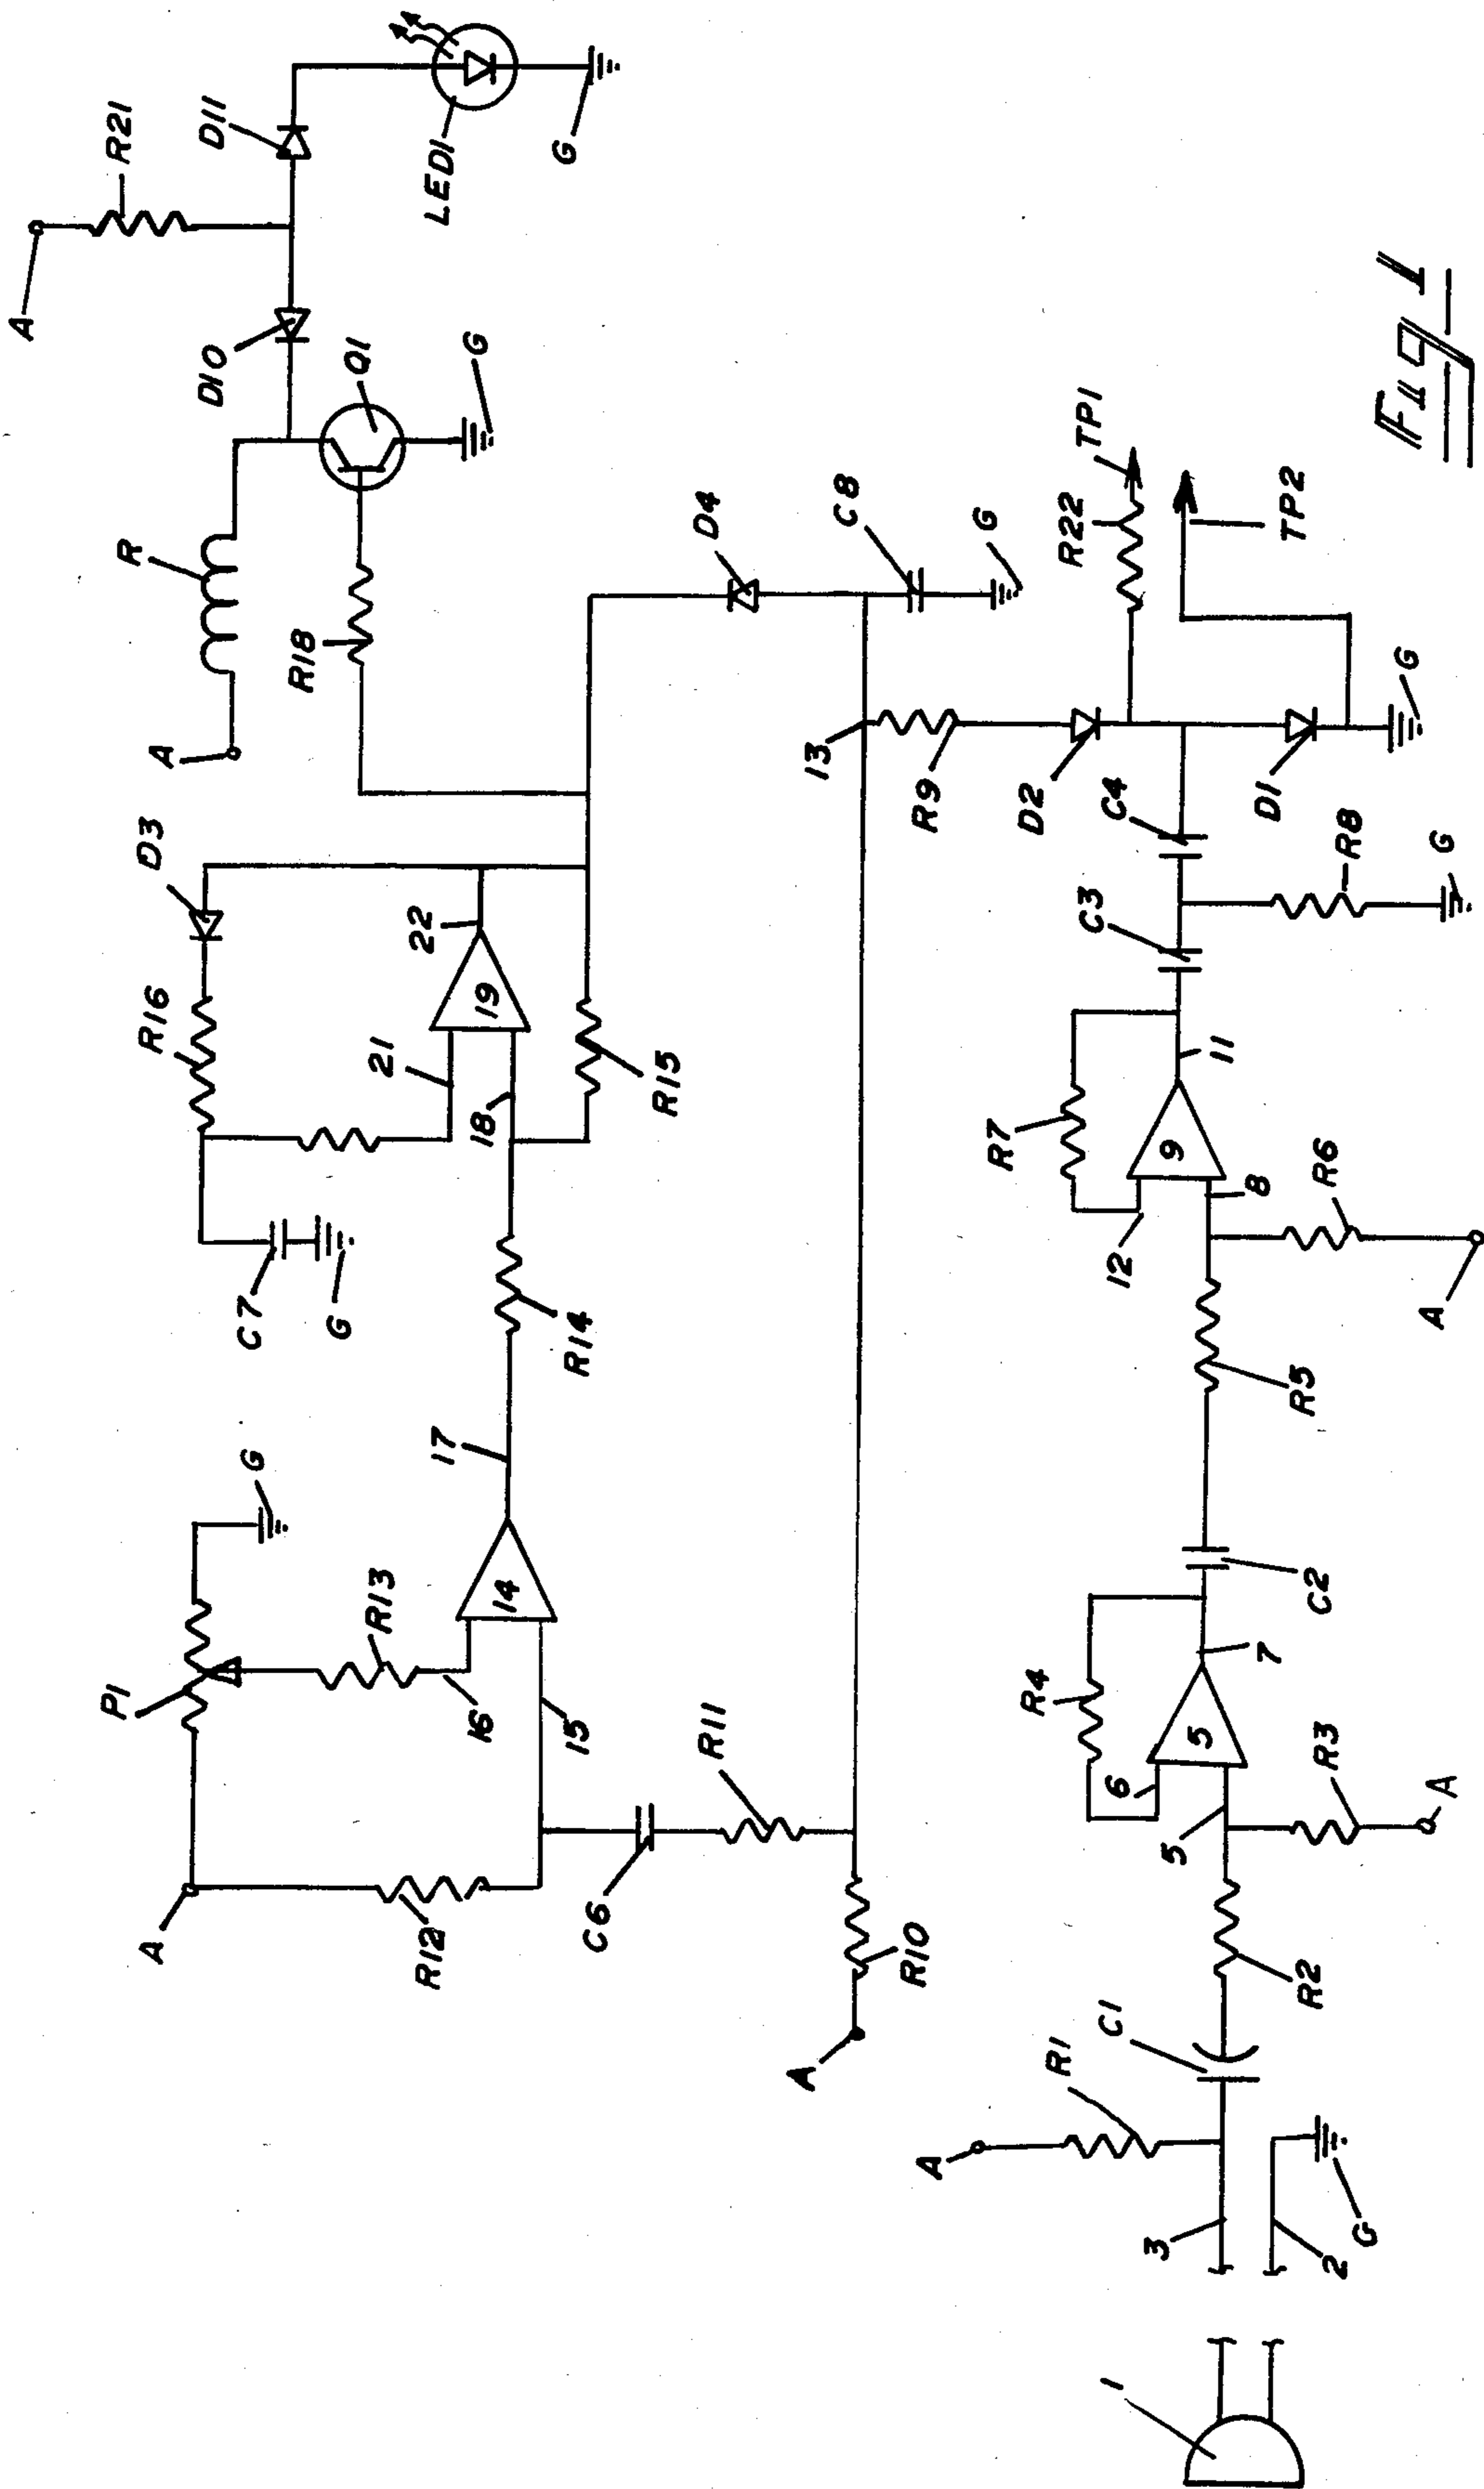 A
R21
D11
LED1
G
D10
Q1
G
R
A
R18
D3
R16
C7
G
21
22
19
18
R15
R14
17
G
P1
R13
14
16
15
A
R12
C6
R11
R10
A
D4
C8
G
13
R9
D2
R22
TP1
TP2
C4
D1
G
C3
R8
G
R7
9
11
12
8
R6
A
R5
C2
R4
5
7
6
5
R3
A
R2
C1
R1
A
3
2
G
1
Fig 1